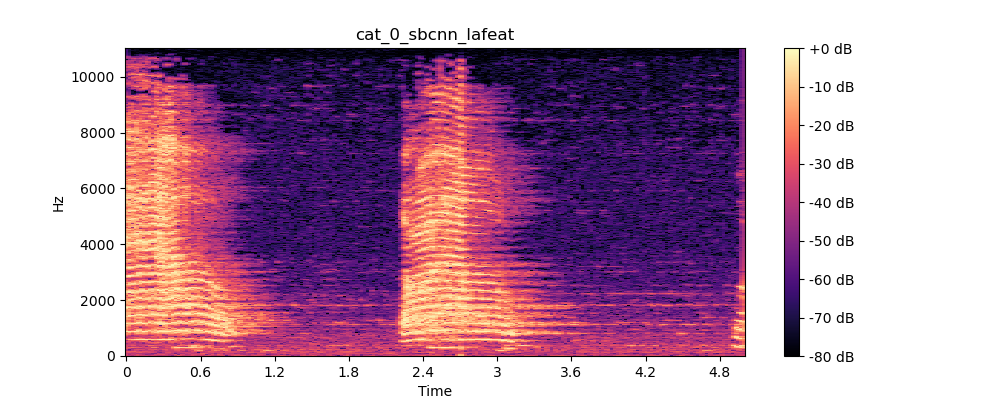 cat_0_sbcnn_lafeat
10000
8000
6000
4000
2000
0
Hz
0 0.6 1.2 1.8 2.4 3 3.6 4.2 4.8
Time
+0 dB
-10 dB
-20 dB
-30 dB
-40 dB
-50 dB
-60 dB
-70 dB
-80 dB